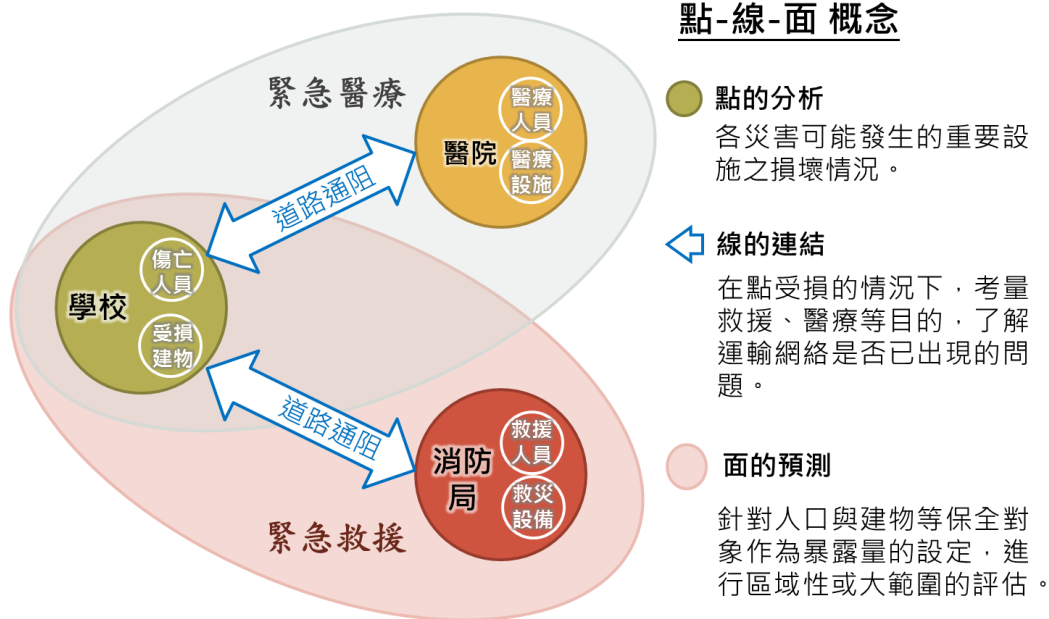 點-線-面 概念
緊急醫療
醫院
醫療
人員
醫療
設施
道路通阻
學校
傷亡
人員
受損
建物
道路通阻
消防
局
救援
人員
救災
設備
緊急救援
點的分析
各災害可能發生的重要設
施之損壞情況。
線的連結
在點受損的情況下，考量
救援、醫療等目的，了解
運輸網絡是否已出現的問
題。
面的預測
針對人口與建物等保全對
象作為暴露量的設定，進
行區域性或大範圍的評估。